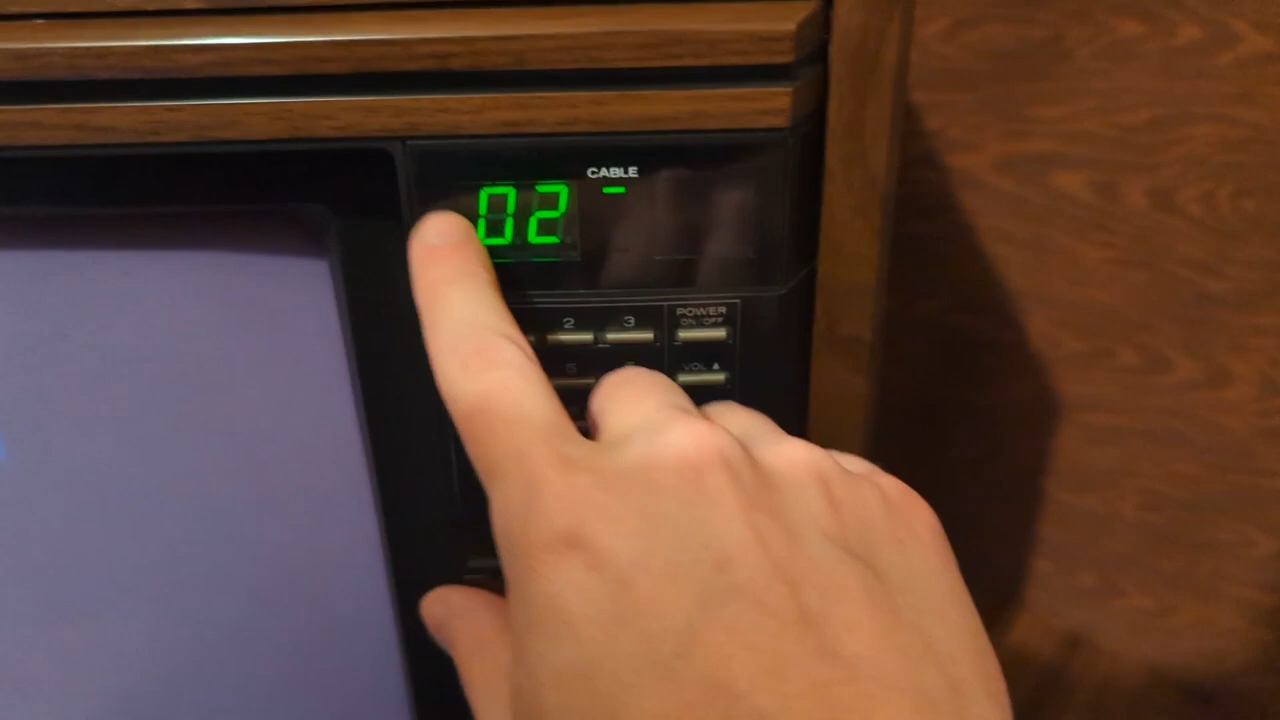 CABLE
02
2 3 POWER
ON/OFF
5 VOL ▲